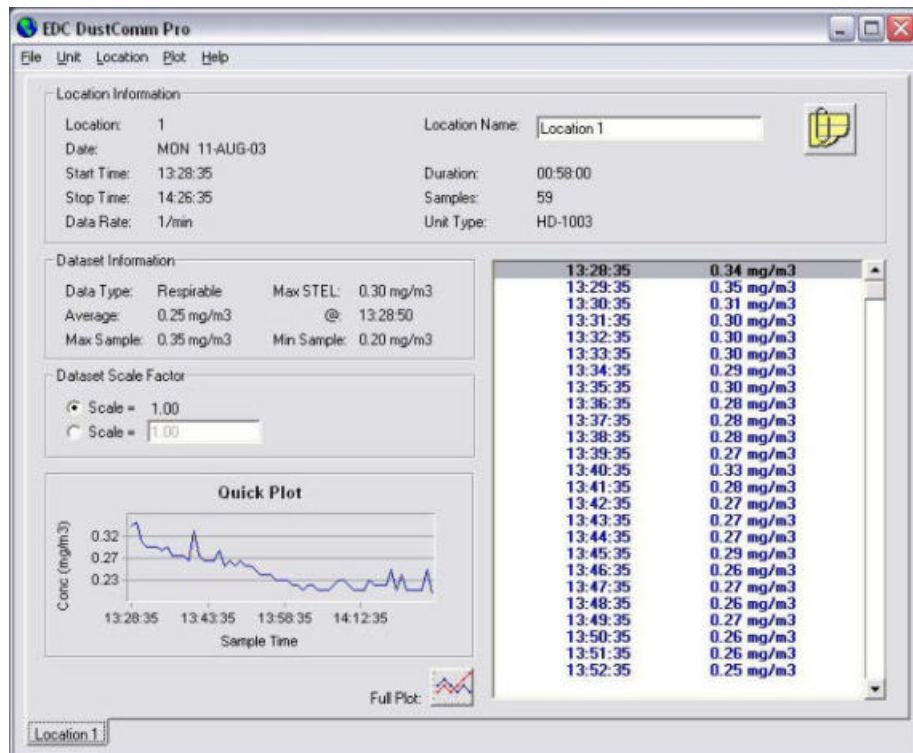 EDC DustComm Pro
File Unit Location Plot Help
Location Information
Location: 1
Location Name: Location 1
Date: MON 11-AUG-03
Start Time: 13:28:35
Duration: 00:58:00
Stop Time: 14:26:35
Samples: 59
Data Rate: 1/min
Unit Type: HD-1003
Dataset Information
Data Type: Respirable Max STEL: 0.30 mg/m3
Average: 0.25 mg/m3 @: 13:28:50
Max Sample: 0.35 mg/m3 Min Sample: 0.20 mg/m3
Dataset Scale Factor
Scale = 1.00
Scale = 1.00
Quick Plot
Conc (mg/m3)
0.32
0.27
0.23
13:28:35 13:43:35 13:58:35 14:12:35
Sample Time
Full Plot:
13:28:35 0.34 mg/m3
13:29:35 0.35 mg/m3
13:30:35 0.31 mg/m3
13:31:35 0.30 mg/m3
13:32:35 0.30 mg/m3
13:33:35 0.30 mg/m3
13:34:35 0.29 mg/m3
13:35:35 0.30 mg/m3
13:36:35 0.28 mg/m3
13:37:35 0.28 mg/m3
13:38:35 0.28 mg/m3
13:39:35 0.27 mg/m3
13:40:35 0.33 mg/m3
13:41:35 0.28 mg/m3
13:42:35 0.27 mg/m3
13:43:35 0.27 mg/m3
13:44:35 0.27 mg/m3
13:45:35 0.29 mg/m3
13:46:35 0.26 mg/m3
13:47:35 0.27 mg/m3
13:48:35 0.26 mg/m3
13:49:35 0.27 mg/m3
13:50:35 0.26 mg/m3
13:51:35 0.26 mg/m3
13:52:35 0.25 mg/m3
Location 1